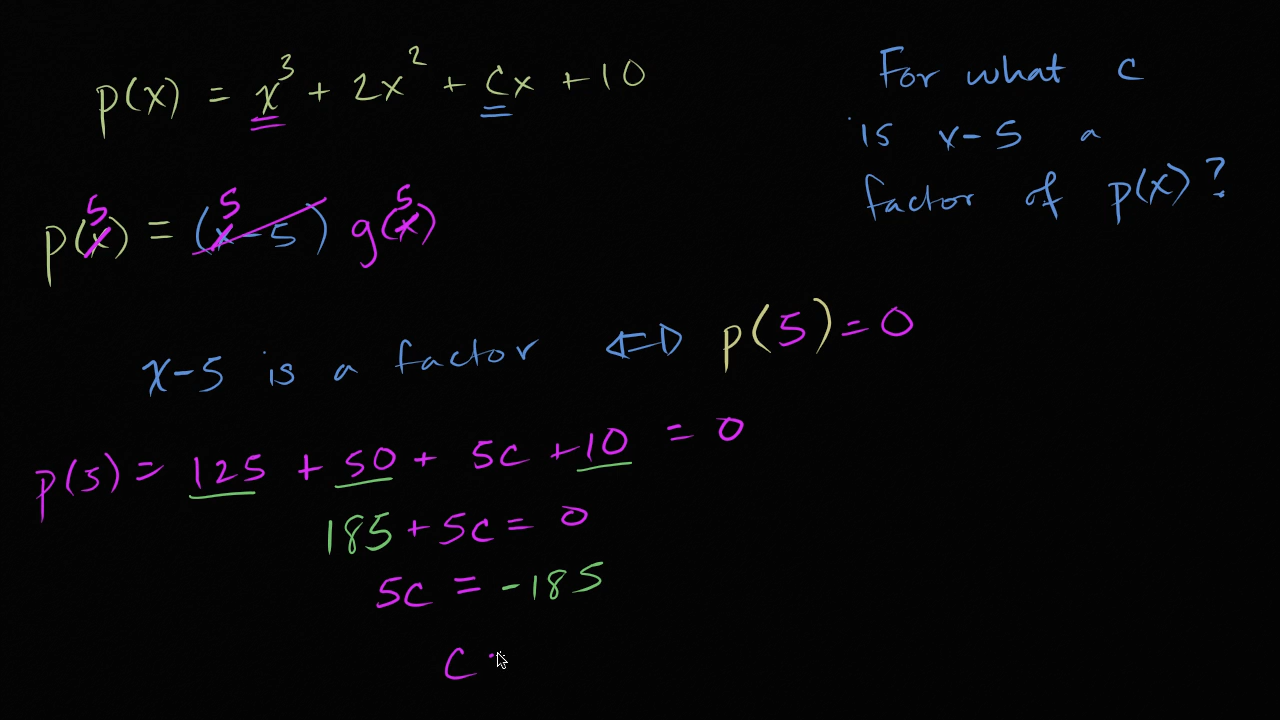 p(x) = x³ + 2x² + cx + 10
For what c
is x-5 a
factor of p(x)?
5 5 5
p(x) = (x-5) g(x)
x-5 is a factor ⇔ p(5)=0
p(5) = 125 + 50 + 5c + 10 = 0
185 + 5c = 0
5c = -185
c